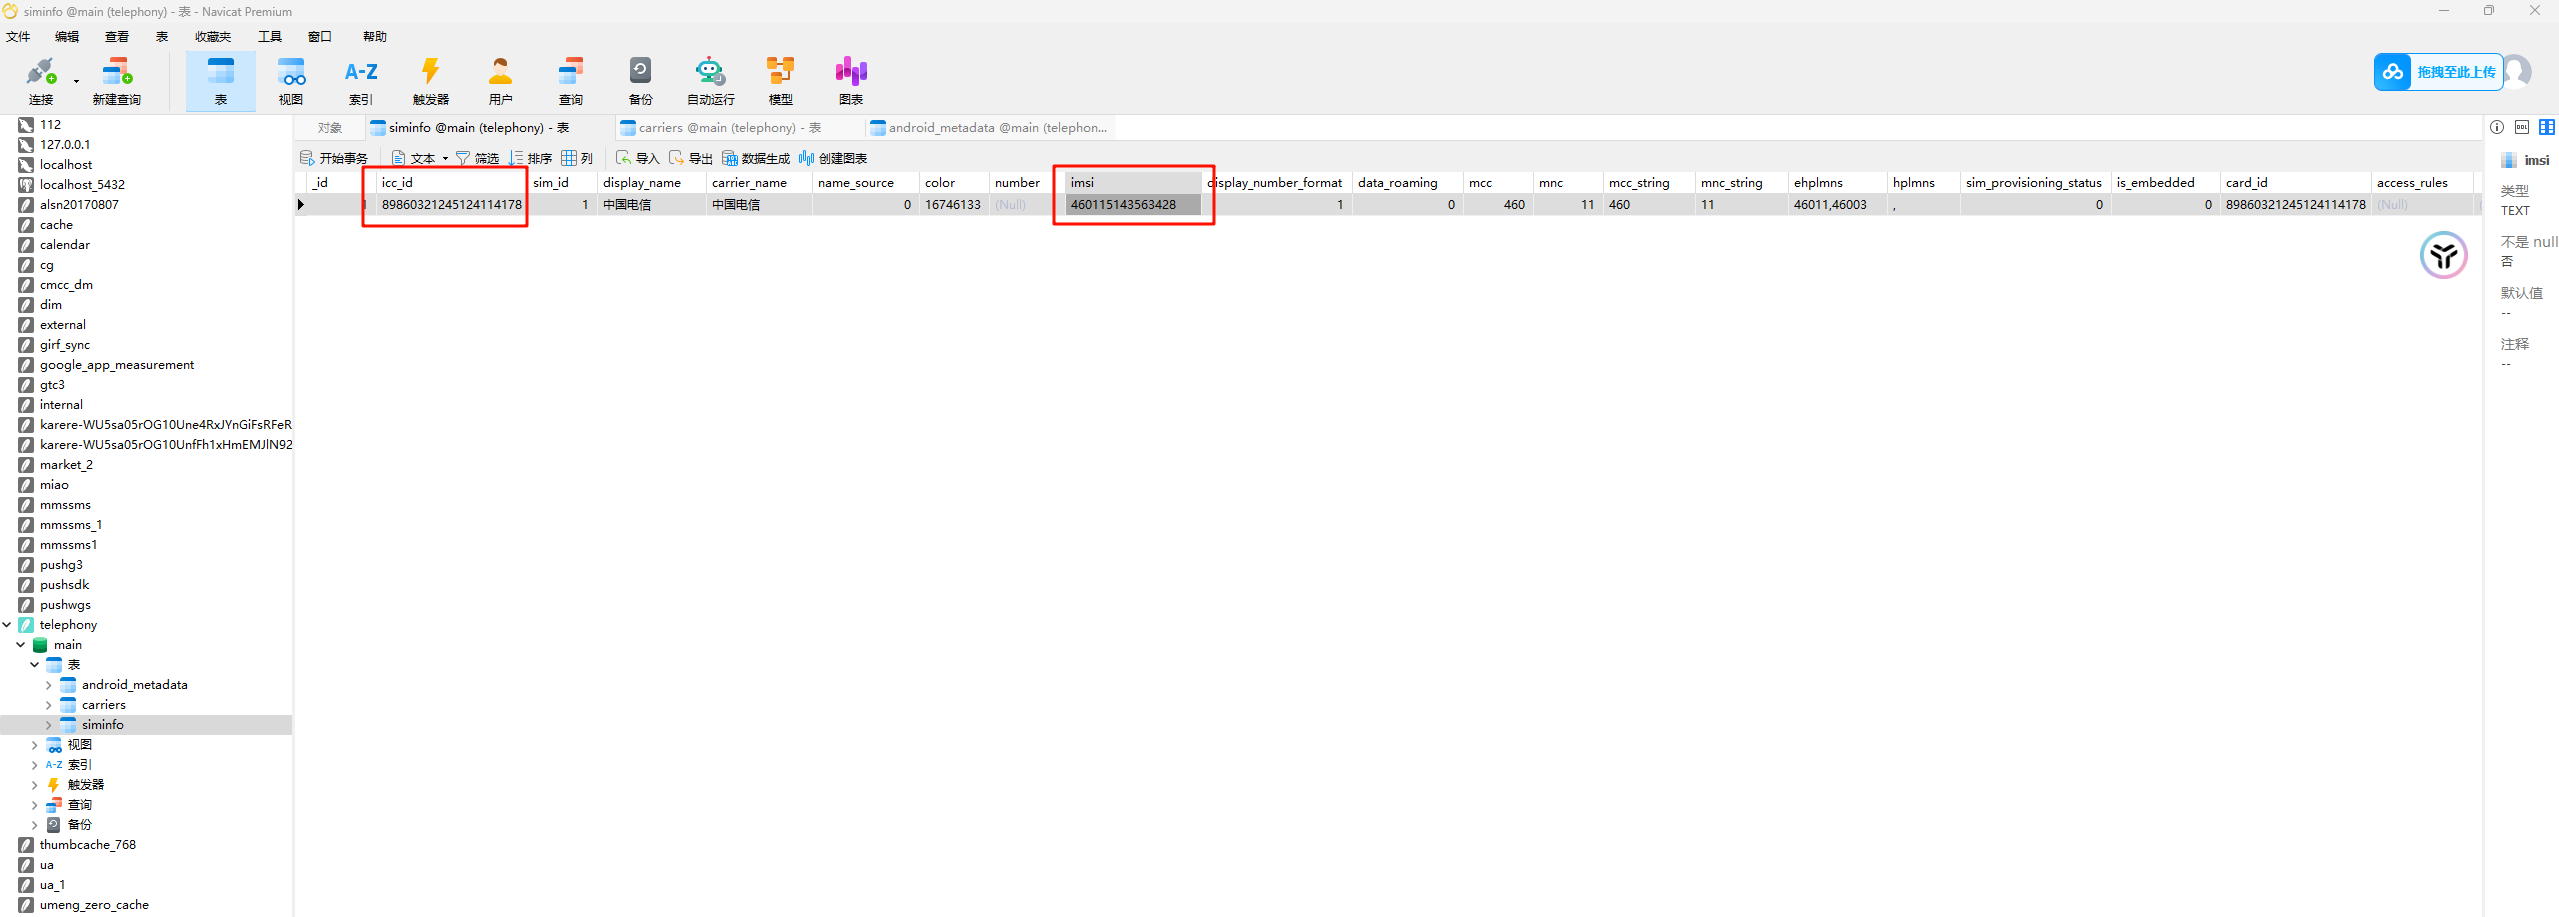 siminfo @main (telephony) - 表 - Navicat Premium
文件 编辑 查看 表 收藏夹 工具 窗口 帮助
连接 新建查询 表 视图 A-Z 索引 触发器 用户 查询 备份 自动运行 模型 图表 拖拽至此上传
对象 siminfo @main (telephony) - 表 carriers @main (telephony) - 表 android_metadata @main (telephon...
开始事务 文本 筛选 排序 列 导入 导出 数据生成 创建图表
_id icc_id sim_id display_name carrier_name name_source color number imsi display_number_format data_roaming mcc mnc mcc_string mnc_string ehplmns hplmns sim_provisioning_status is_embedded card_id access_rules
1 89860321245124114178 1 中国电信 中国电信 0 16746133 (Null) 460115143563428 1 0 460 11 460 11 46011,46003 , 0 0 89860321245124114178 (Null)
112
127.0.0.1
localhost
localhost_5432
alsn20170807
cache
calendar
cg
cmcc_dm
dim
external
girf_sync
google_app_measurement
gtc3
internal
karere-WU5sa05rOG10Une4RxJYnGiFsRFeR
karere-WU5sa05rOG10UnfFh1xHmEMJlN92
market_2
miao
mmssms
mmssms_1
mmssms1
pushg3
pushsdk
pushwgs
telephony
main
表
android_metadata
carriers
siminfo
视图
A-Z 索引
触发器
查询
备份
thumbcache_768
ua
ua_1
umeng_zero_cache
DDL
imsi
类型
TEXT
不是 null
否
默认值
--
注释
--